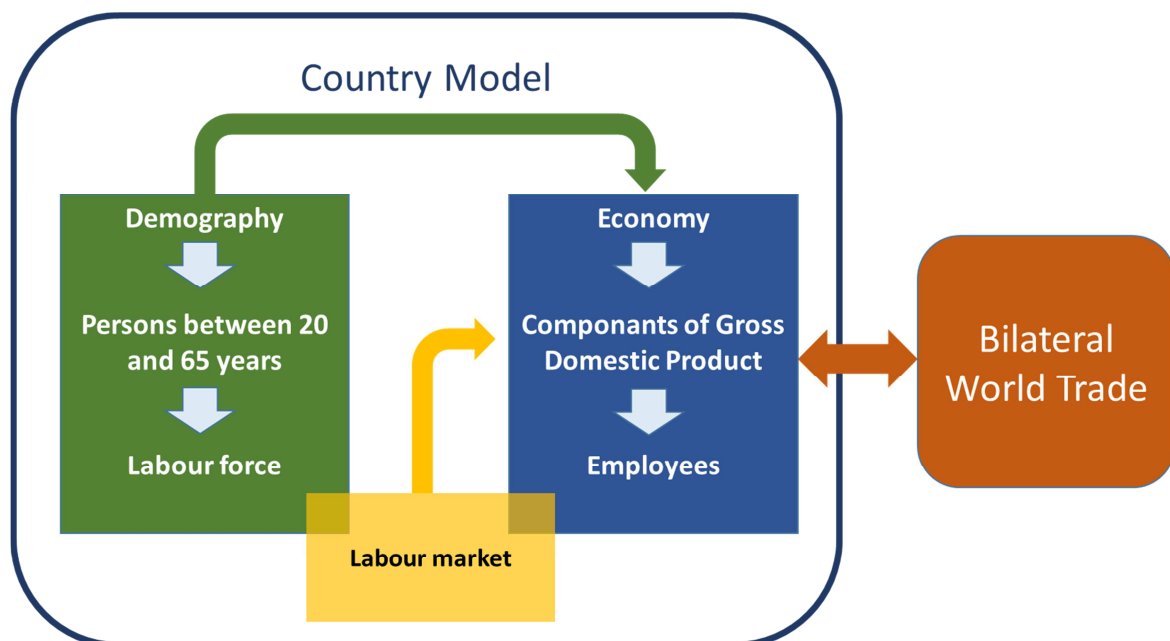 Country Model
Demography
Persons between 20
and 65 years
Labour force
Economy
Componants of Gross
Domestic Product
Employees
Labour market
Bilateral
World Trade